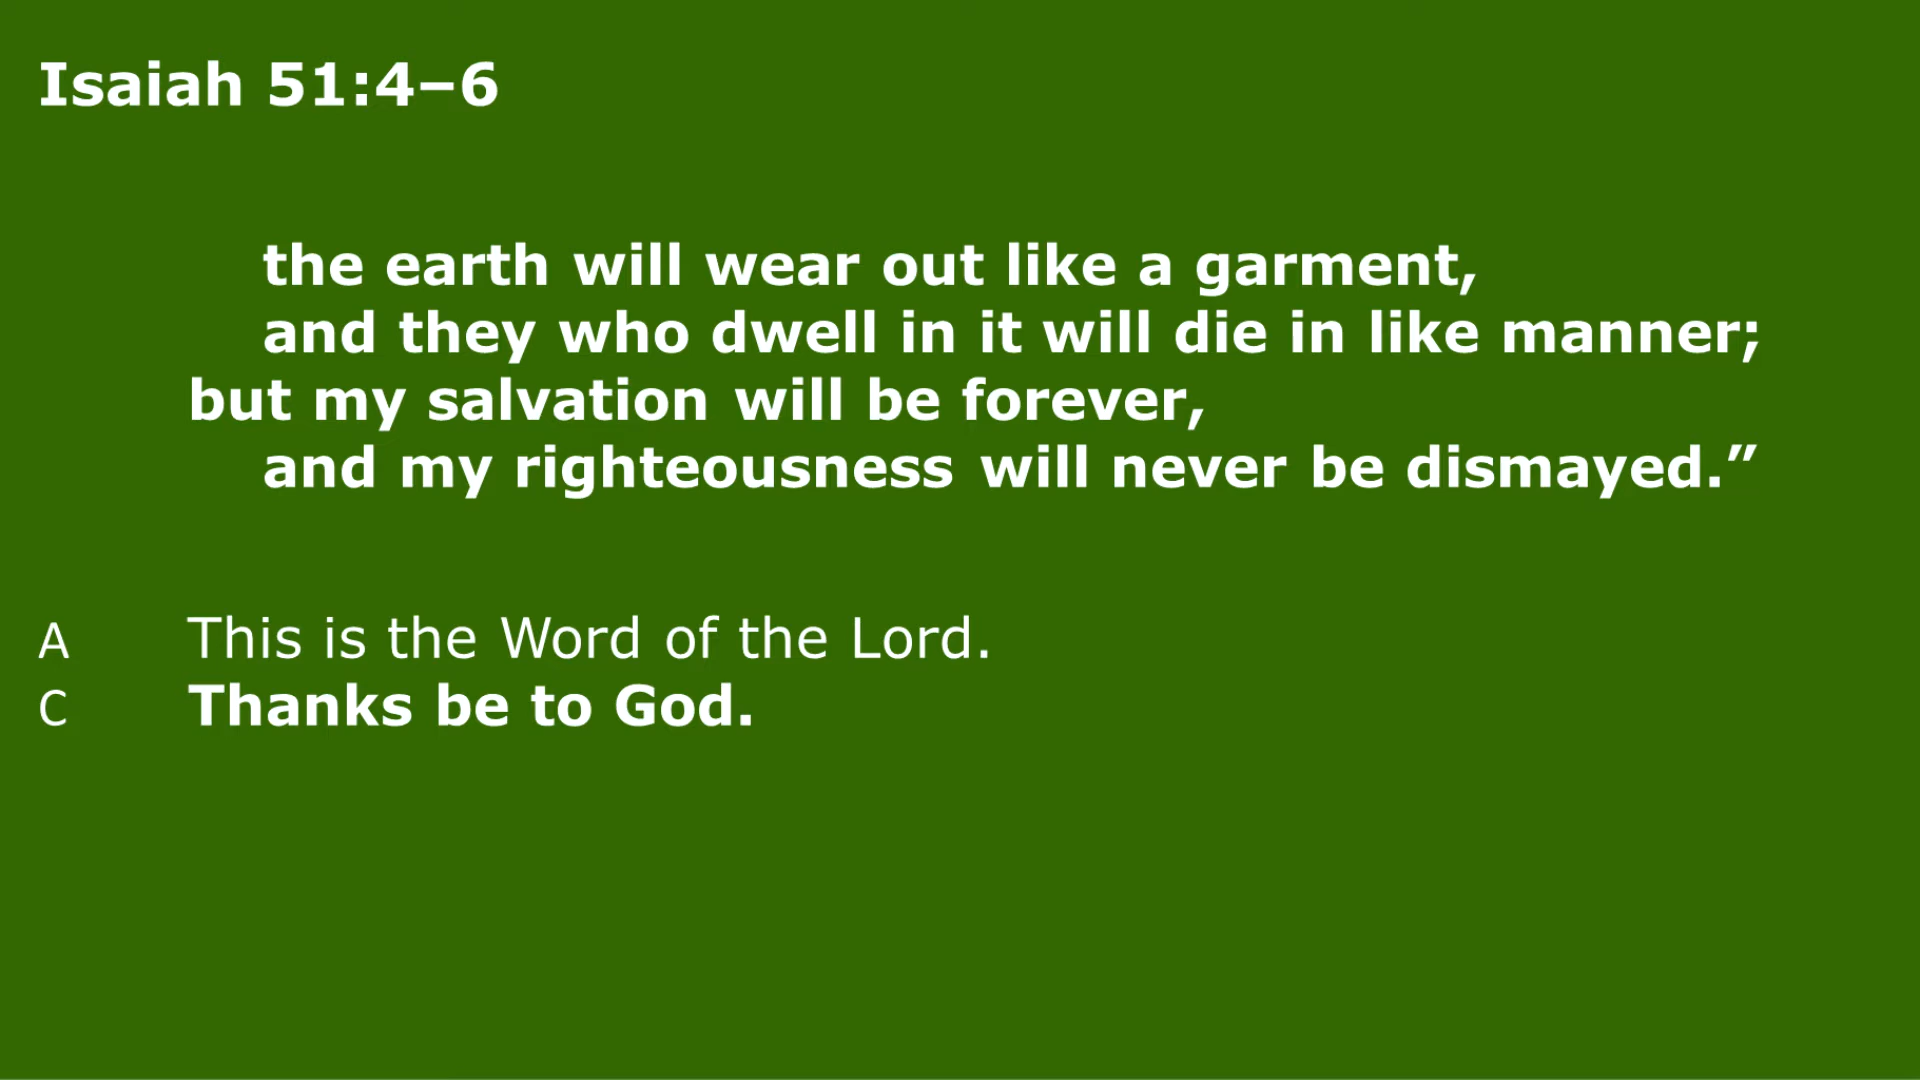 Isaiah 51:4–6
the earth will wear out like a garment,
and they who dwell in it will die in like manner;
but my salvation will be forever,
and my righteousness will never be dismayed.”
A This is the Word of the Lord.
C Thanks be to God.